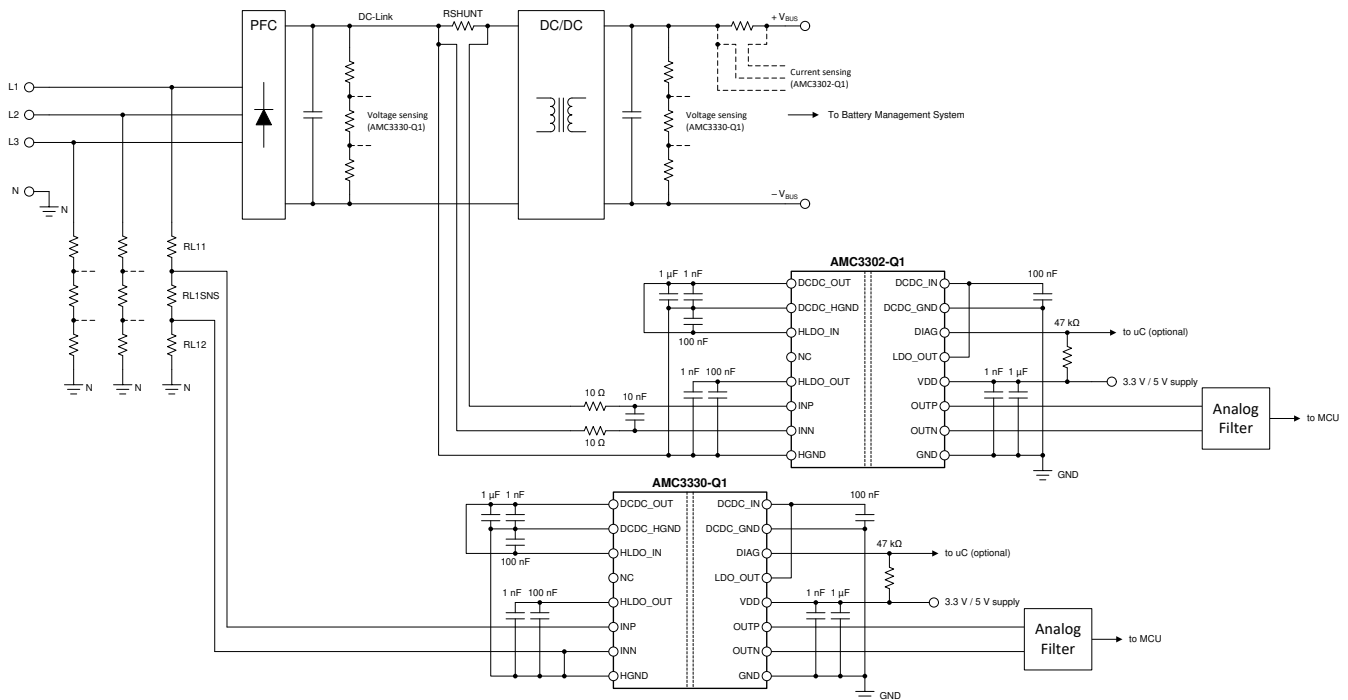 PFC
DC-Link
RSHUNT
DC/DC
+ VBUS
Current sensing
(AMC3302-Q1)
L1
L2
L3
Voltage sensing
(AMC3330-Q1)
Voltage sensing
(AMC3330-Q1)
To Battery Management System
N
N
− VBUS
RL11
RL1SNS
RL12
N
N
N
AMC3302-Q1
1 µF
1 nF
100 nF
DCDC_OUT
DCDC_HGND
HLDO_IN
NC
HLDO_OUT
INP
INN
HGND
1 nF
100 nF
10 Ω
10 nF
10 Ω
DCDC_IN
DCDC_GND
DIAG
LDO_OUT
VDD
OUTP
OUTN
GND
100 nF
47 kΩ
to uC (optional)
1 nF
1 µF
3.3 V / 5 V supply
Analog
Filter
to MCU
GND
AMC3330-Q1
1 µF
1 nF
100 nF
DCDC_OUT
DCDC_HGND
HLDO_IN
NC
HLDO_OUT
INP
INN
HGND
1 nF
100 nF
DCDC_IN
DCDC_GND
DIAG
LDO_OUT
VDD
OUTP
OUTN
GND
100 nF
47 kΩ
to uC (optional)
1 nF
1 µF
3.3 V / 5 V supply
Analog
Filter
to MCU
GND